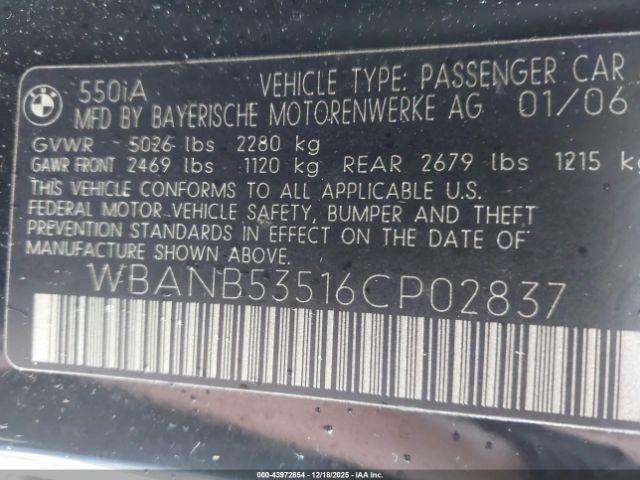 BMW
550iA
VEHICLE TYPE: PASSENGER CAR
MFD BY BAYERISCHE MOTORENWERKE AG 01/06
GVWR 5026 lbs 2280 kg
GAWR FRONT 2469 lbs 1120 kg REAR 2679 lbs 1215 kg
THIS VEHICLE CONFORMS TO ALL APPLICABLE U.S.
FEDERAL MOTOR VEHICLE SAFETY, BUMPER AND THEFT
PREVENTION STANDARDS IN EFFECT ON THE DATE OF
MANUFACTURE SHOWN ABOVE.
WBANB53516CP02837
000-43972854 | 12/18/2025 | IAA Inc. Copyright